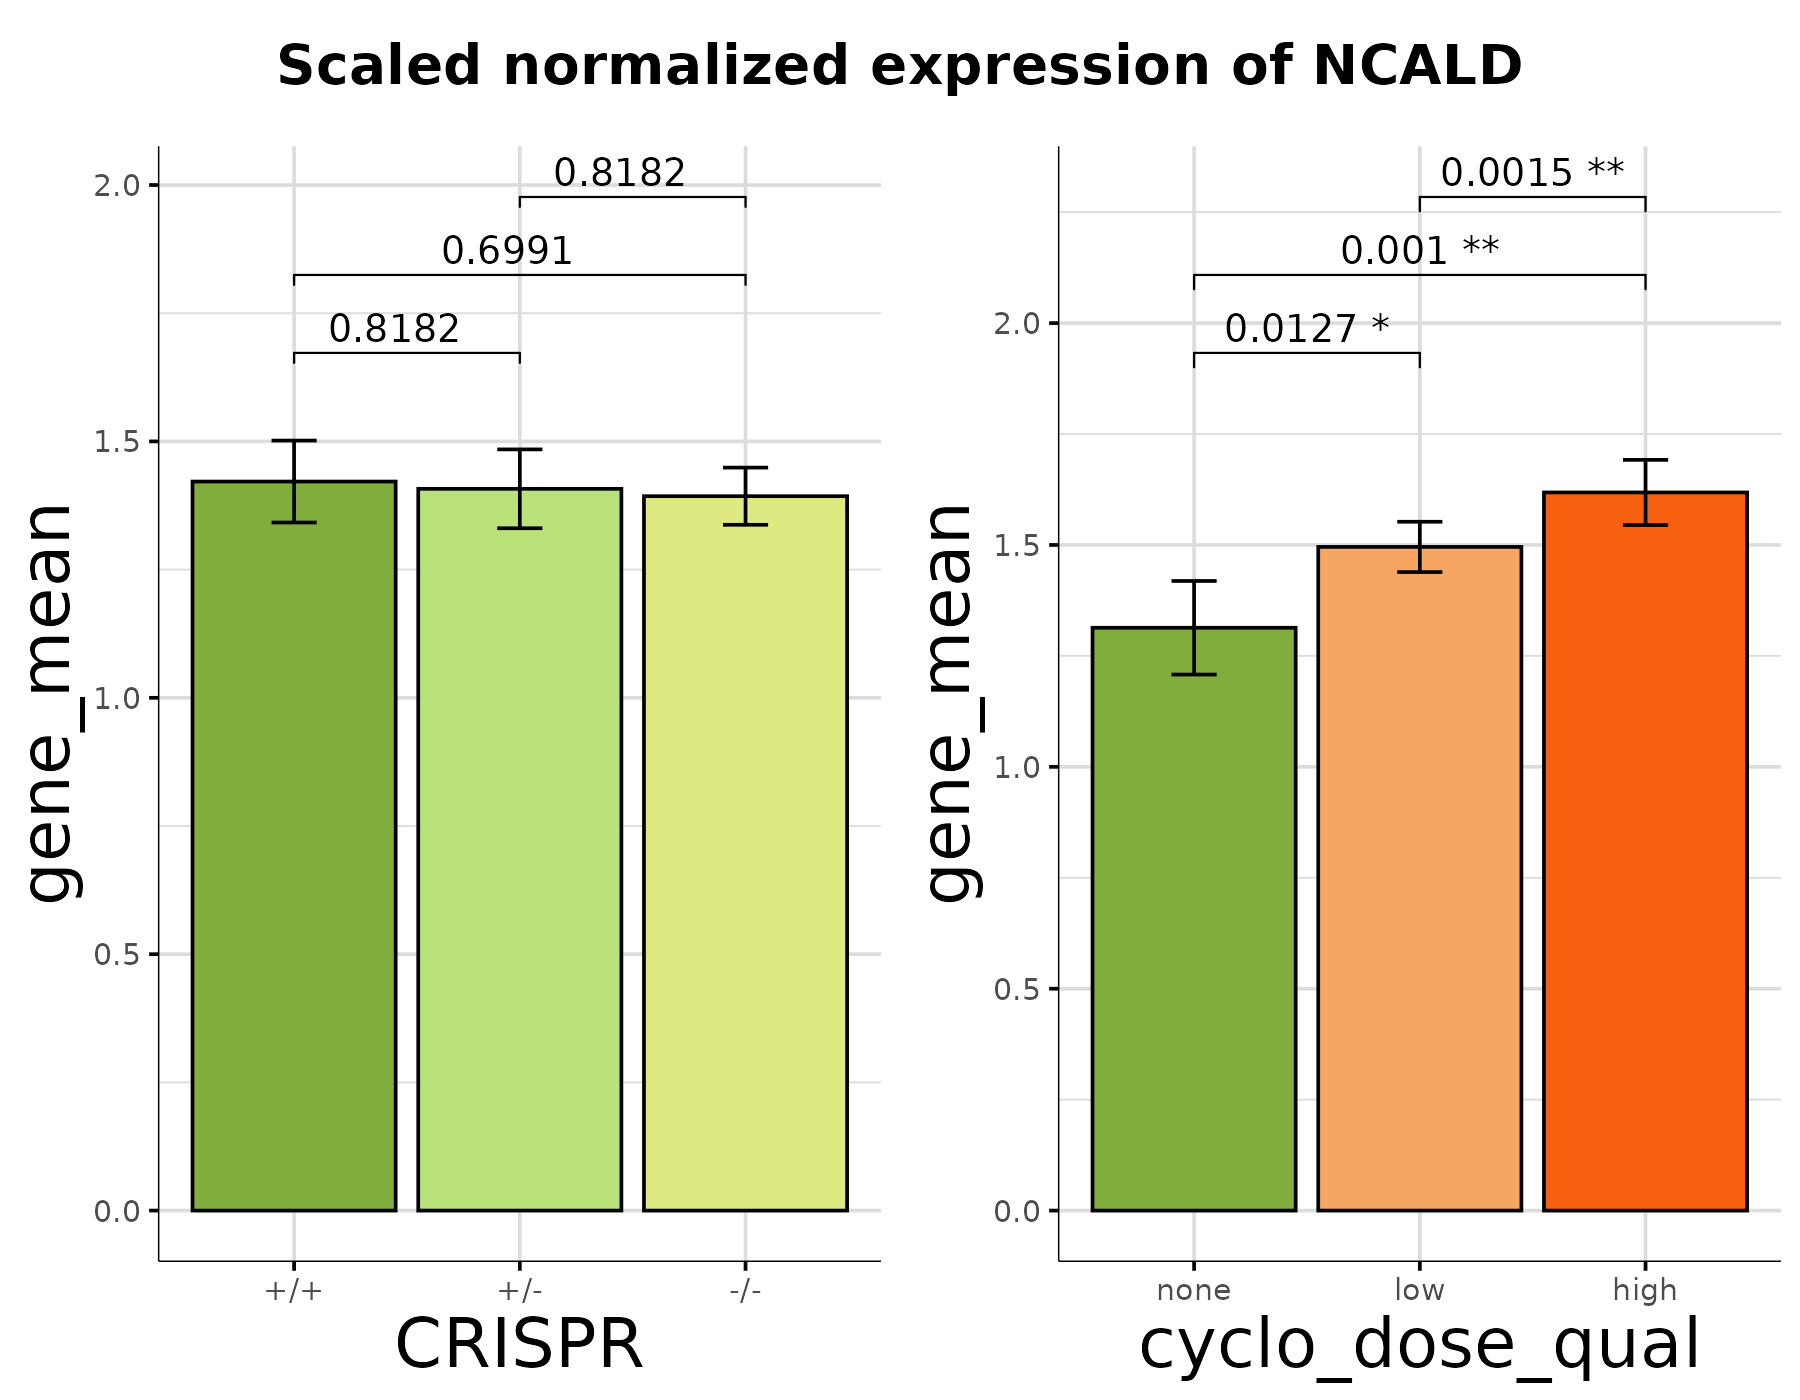 Scaled normalized expression of NCALD
gene_mean
2.0
1.5
1.0
0.5
0.0
0.8182
0.6991
0.8182
+/+ +/- -/-
CRISPR
gene_mean
2.0
1.5
1.0
0.5
0.0
0.0015 **
0.001 **
0.0127 *
none low high
cyclo_dose_qual